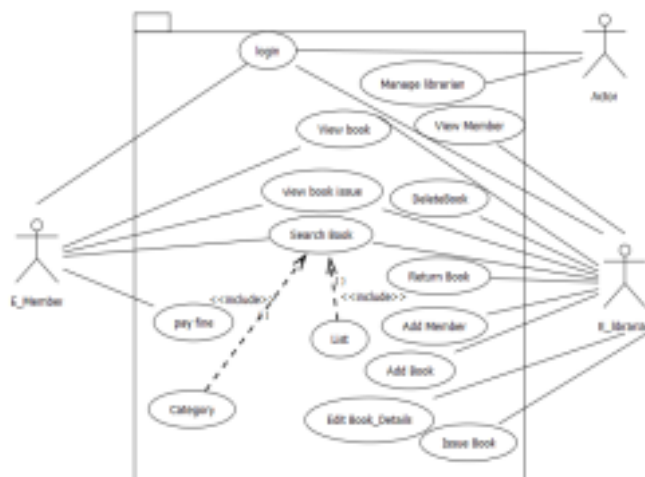 login
Manage librarian
Actor
View Member
View book
view book issue
DeleteBook
Search Book
E_Member
Return Book
<<include>>
<<include>>
pay fine
List
Add Member
Add Book
Category
Edit Book_Details
Issue Book